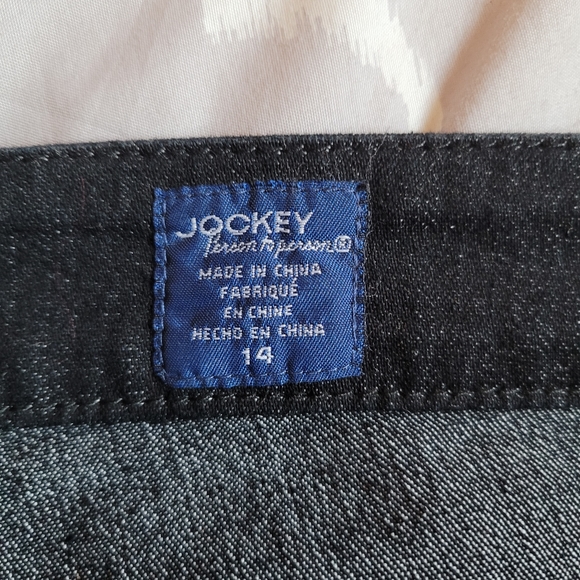 JOCKEY
Person to person®
MADE IN CHINA
FABRIQUÉ
EN CHINE
HECHO EN CHINA
14